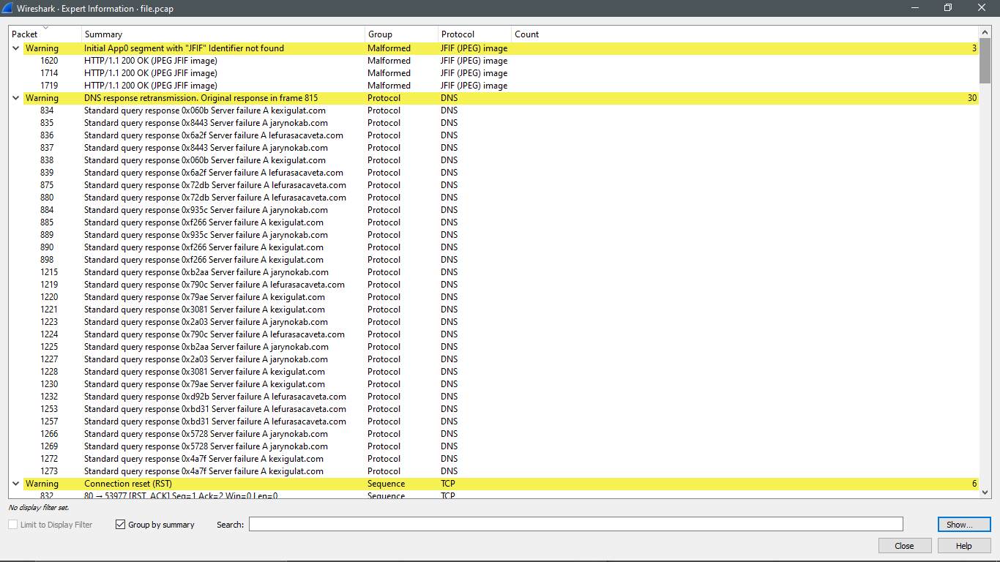 Wireshark · Expert Information · file.pcap
Packet Summary Group Protocol Count
Warning Initial App0 segment with "JFIF" Identifier not found Malformed JFIF (JPEG) image 3
1620 HTTP/1.1 200 OK (JPEG JFIF image) Malformed JFIF (JPEG) image
1714 HTTP/1.1 200 OK (JPEG JFIF image) Malformed JFIF (JPEG) image
1719 HTTP/1.1 200 OK (JPEG JFIF image) Malformed JFIF (JPEG) image
Warning DNS response retransmission. Original response in frame 815 Protocol DNS 30
834 Standard query response 0x060b Server failure A kexigulat.com Protocol DNS
835 Standard query response 0x8443 Server failure A jarynokab.com Protocol DNS
836 Standard query response 0x6a2f Server failure A lefurasacaveta.com Protocol DNS
837 Standard query response 0x8443 Server failure A jarynokab.com Protocol DNS
838 Standard query response 0x060b Server failure A kexigulat.com Protocol DNS
839 Standard query response 0x6a2f Server failure A lefurasacaveta.com Protocol DNS
875 Standard query response 0x72db Server failure A lefurasacaveta.com Protocol DNS
880 Standard query response 0x72db Server failure A lefurasacaveta.com Protocol DNS
884 Standard query response 0x935c Server failure A jarynokab.com Protocol DNS
885 Standard query response 0xf266 Server failure A kexigulat.com Protocol DNS
889 Standard query response 0x935c Server failure A jarynokab.com Protocol DNS
890 Standard query response 0xf266 Server failure A kexigulat.com Protocol DNS
898 Standard query response 0xf266 Server failure A kexigulat.com Protocol DNS
1215 Standard query response 0xb2aa Server failure A jarynokab.com Protocol DNS
1219 Standard query response 0x790c Server failure A lefurasacaveta.com Protocol DNS
1220 Standard query response 0x79ae Server failure A kexigulat.com Protocol DNS
1221 Standard query response 0x3081 Server failure A kexigulat.com Protocol DNS
1223 Standard query response 0x2a03 Server failure A jarynokab.com Protocol DNS
1224 Standard query response 0x790c Server failure A lefurasacaveta.com Protocol DNS
1225 Standard query response 0xb2aa Server failure A jarynokab.com Protocol DNS
1227 Standard query response 0x2a03 Server failure A jarynokab.com Protocol DNS
1228 Standard query response 0x3081 Server failure A kexigulat.com Protocol DNS
1230 Standard query response 0x79ae Server failure A kexigulat.com Protocol DNS
1232 Standard query response 0xd92b Server failure A lefurasacaveta.com Protocol DNS
1253 Standard query response 0xbd31 Server failure A lefurasacaveta.com Protocol DNS
1257 Standard query response 0xbd31 Server failure A lefurasacaveta.com Protocol DNS
1266 Standard query response 0x5728 Server failure A jarynokab.com Protocol DNS
1269 Standard query response 0x5728 Server failure A jarynokab.com Protocol DNS
1272 Standard query response 0x4a7f Server failure A kexigulat.com Protocol DNS
1273 Standard query response 0x4a7f Server failure A kexigulat.com Protocol DNS
Warning Connection reset (RST) Sequence TCP 6
832 80 → 53977 [RST, ACK] Seq=1 Ack=2 Win=0 Len=0 Sequence TCP
No display filter set.
Limit to Display Filter Group by summary Search: Show...
Close Help